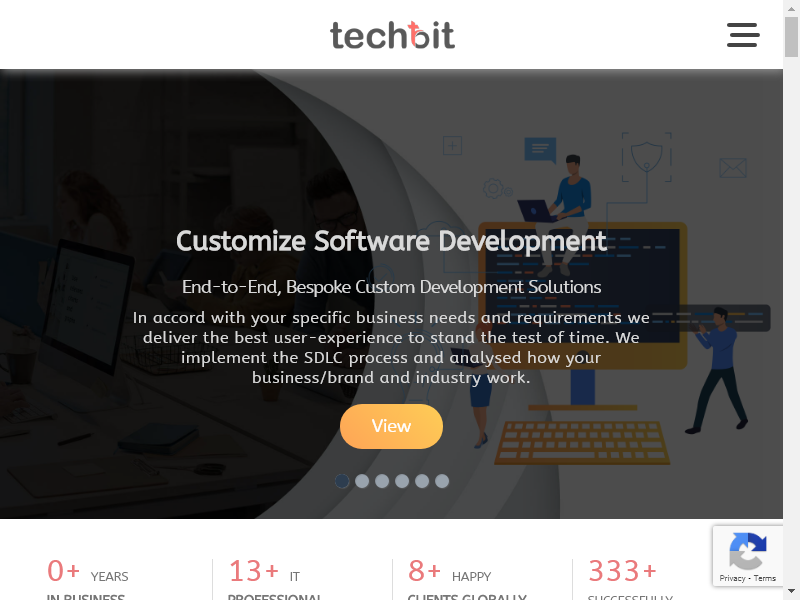 techbit
Customize Software Development
End-to-End, Bespoke Custom Development Solutions
In accord with your specific business needs and requirements we
deliver the best user-experience to stand the test of time. We
implement the SDLC process and analysed how your
business/brand and industry work.
View
0+ YEARS
IN BUSINESS
13+ IT
PROFESSIONAL
8+ HAPPY
CLIENTS GLOBALLY
333+
SUCCESSFULLY
Privacy - Terms